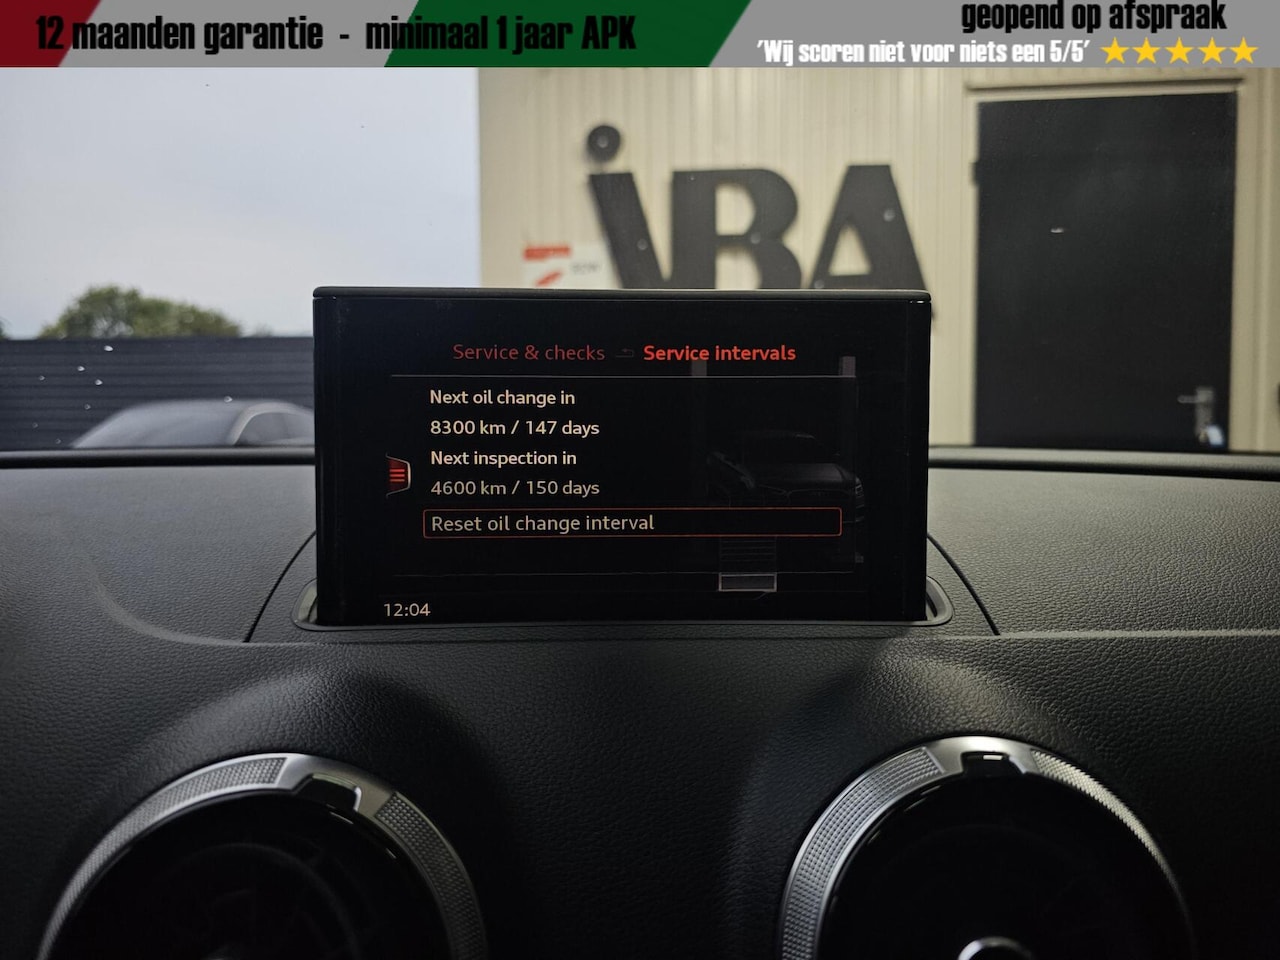 12 maanden garantie - minimaal 1 jaar APK
geopend op afspraak
'Wij scoren niet voor niets een 5/5'
iVBA
Service & checks Service intervals
Next oil change in
8300 km / 147 days
Next inspection in
4600 km / 150 days
Reset oil change interval
12:04